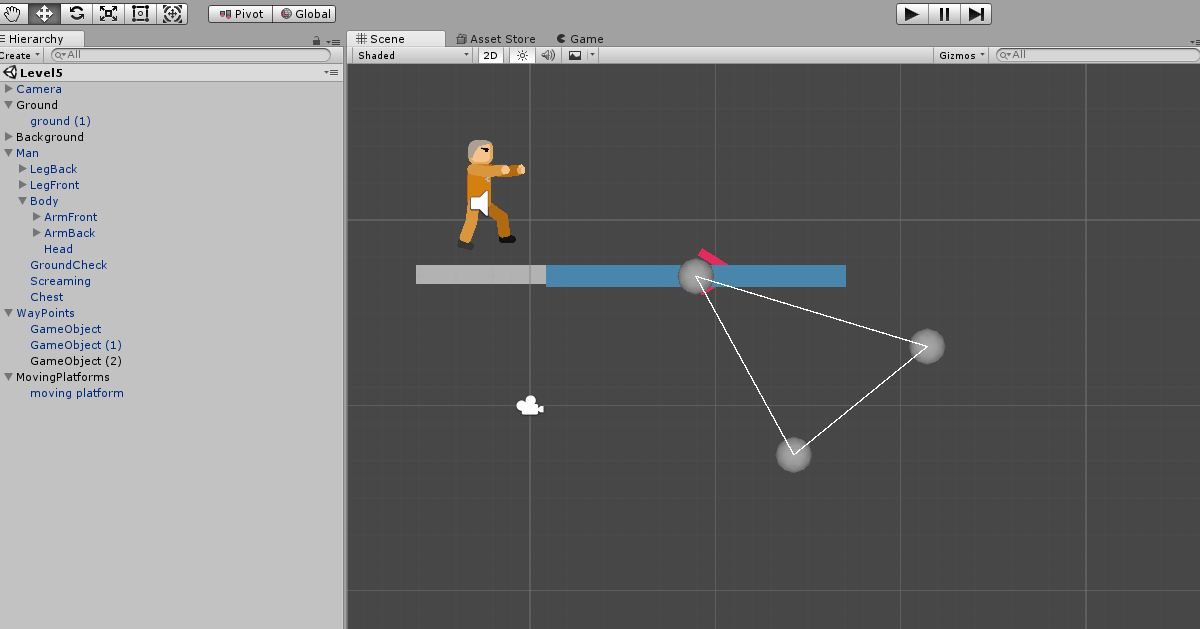 Pivot Global
Hierarchy
Scene Asset Store Game
Create All
Shaded 2D Gizmos All
Level5
Camera
Ground
ground (1)
Background
Man
LegBack
LegFront
Body
ArmFront
ArmBack
Head
GroundCheck
Screaming
Chest
WayPoints
GameObject
GameObject (1)
GameObject (2)
MovingPlatforms
moving platform